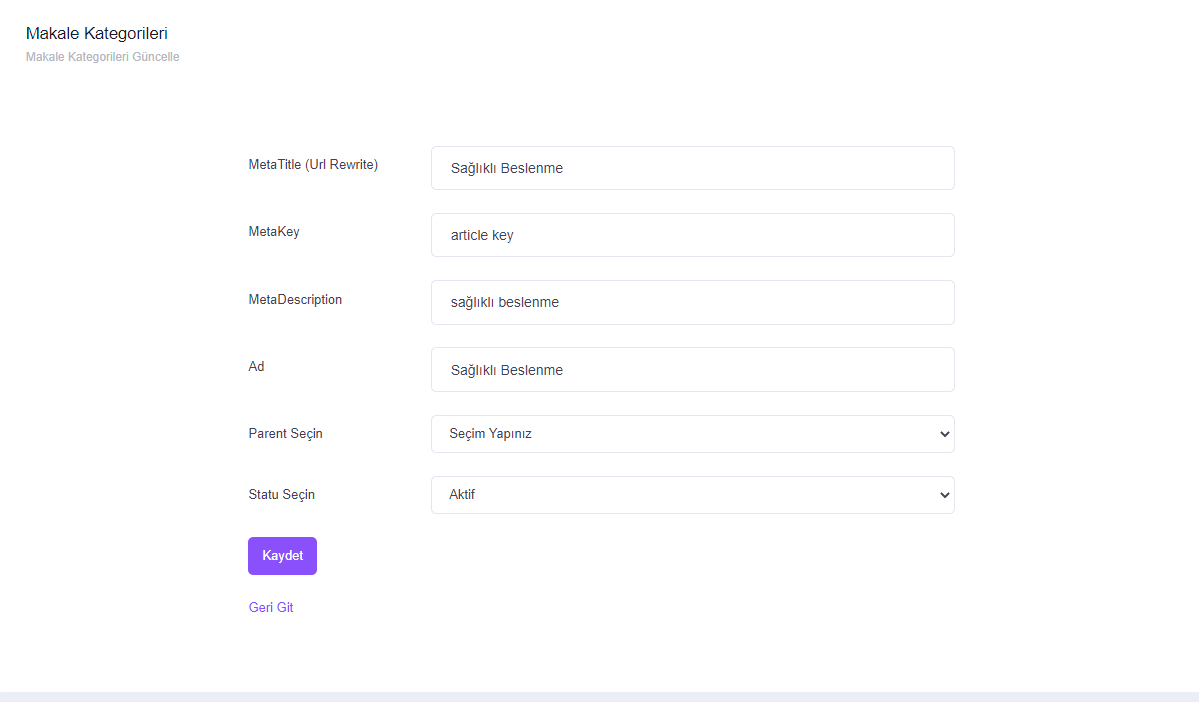 Makale Kategorileri
Makale Kategorileri Güncelle
MetaTitle (Url Rewrite)
Sağlıklı Beslenme
MetaKey
article key
MetaDescription
sağlıklı beslenme
Ad
Sağlıklı Beslenme
Parent Seçin
Seçim Yapınız
Statu Seçin
Aktif
Kaydet
Geri Git